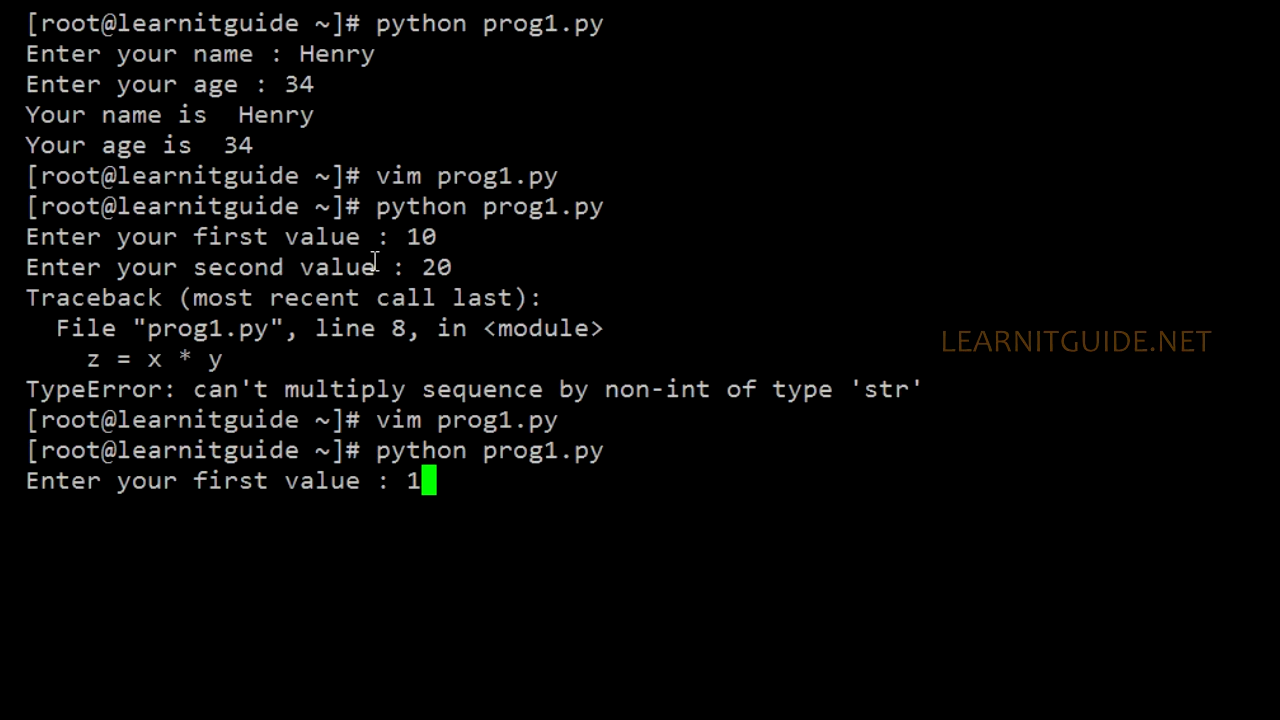 [root@learnitguide ~]# python prog1.py
Enter your name : Henry
Enter your age : 34
Your name is  Henry
Your age is  34
[root@learnitguide ~]# vim prog1.py
[root@learnitguide ~]# python prog1.py
Enter your first value : 10
Enter your second value : 20
Traceback (most recent call last):
  File "prog1.py", line 8, in <module>
    z = x * y
TypeError: can't multiply sequence by non-int of type 'str'
[root@learnitguide ~]# vim prog1.py
[root@learnitguide ~]# python prog1.py
Enter your first value : 1
LEARNITGUIDE.NET